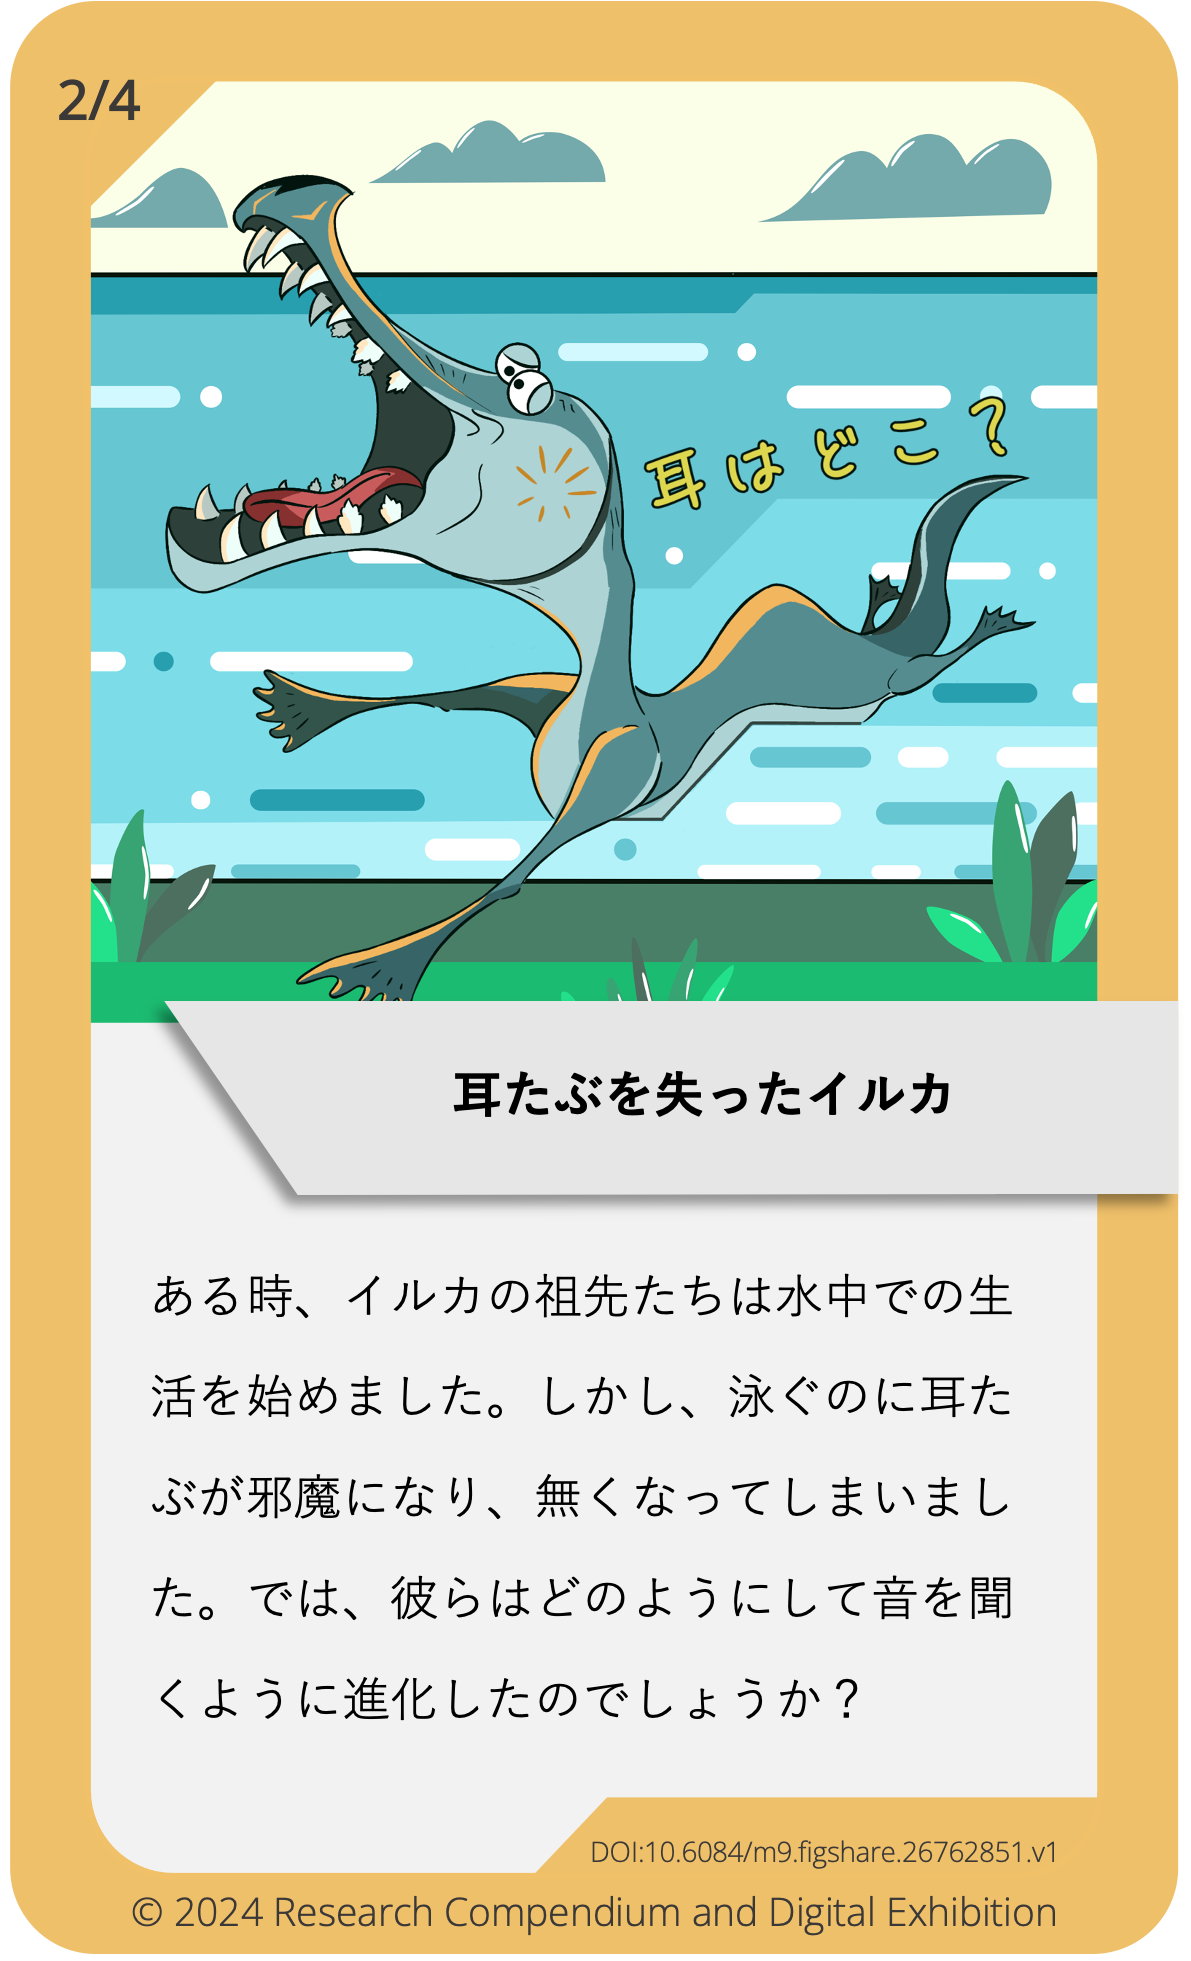 2/4
耳はどこ？
耳たぶを失ったイルカ
ある時、イルカの祖先たちは水中での生
活を始めました。しかし、泳ぐのに耳た
ぶが邪魔になり、無くなってしまいまし
た。では、彼らはどのようにして音を聞
くように進化したのでしょうか？
DOI:10.6084/m9.figshare.26762851.v1
© 2024 Research Compendium and Digital Exhibition